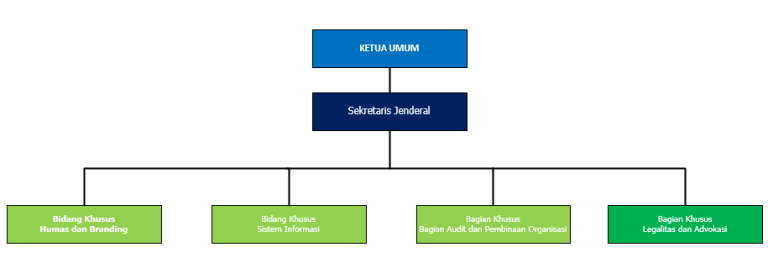 KETUA UMUM
Sekretaris Jenderal
Bidang Khusus
Humas dan Branding
Bidang Khusus
Sistem Informasi
Bagian Khusus
Bagian Audit dan Pembinaan Organisasi
Bagian Khusus
Legalitas dan Advokasi